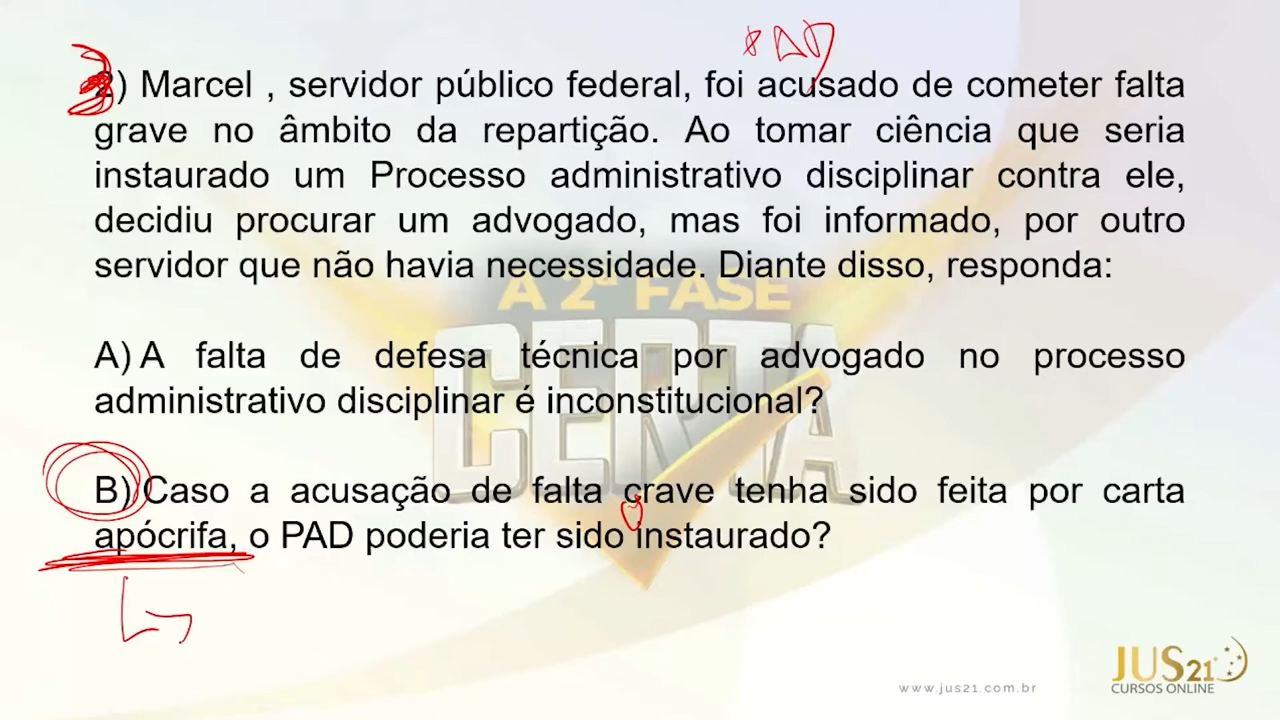 PAD
2) Marcel , servidor público federal, foi acusado de cometer falta
grave no âmbito da repartição. Ao tomar ciência que seria
instaurado um Processo administrativo disciplinar contra ele,
decidiu procurar um advogado, mas foi informado, por outro
servidor que não havia necessidade. Diante disso, responda:
A 2ª FASE
CERTA
A) A falta de defesa técnica por advogado no processo
administrativo disciplinar é inconstitucional?
B) Caso a acusação de falta grave tenha sido feita por carta
apócrifa, o PAD poderia ter sido instaurado?
JUS21
CURSOS ONLINE
www.jus21.com.br